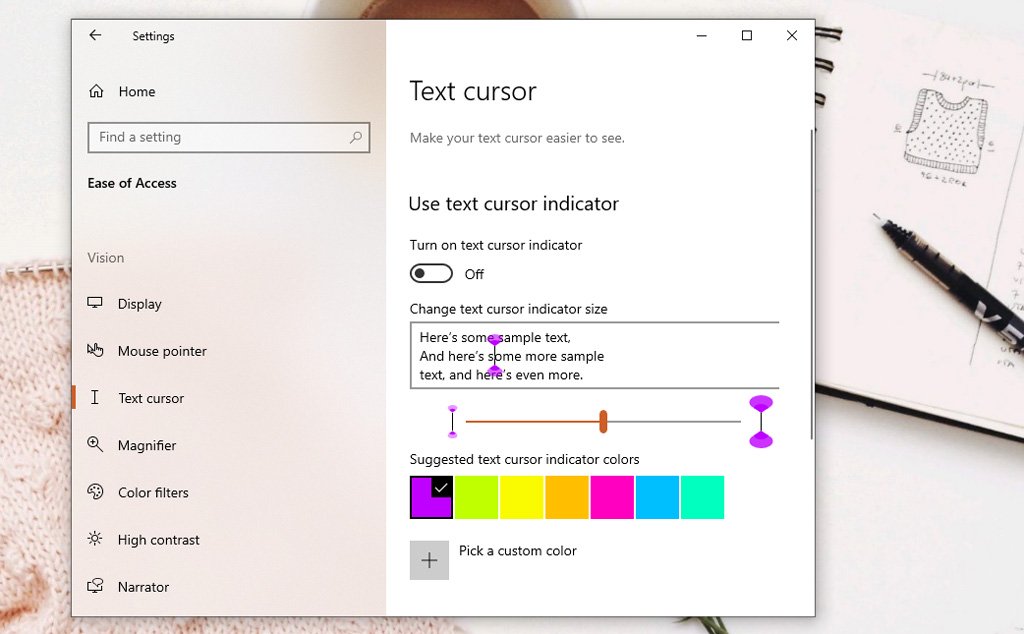 Settings
Home
Find a setting
Ease of Access
Vision
Display
Mouse pointer
Text cursor
Magnifier
Color filters
High contrast
Narrator
Text cursor
Make your text cursor easier to see.
Use text cursor indicator
Turn on text cursor indicator
Off
Change text cursor indicator size
Here's some sample text,
And here's some more sample
text, and here's even more.
Suggested text cursor indicator colors
Pick a custom color